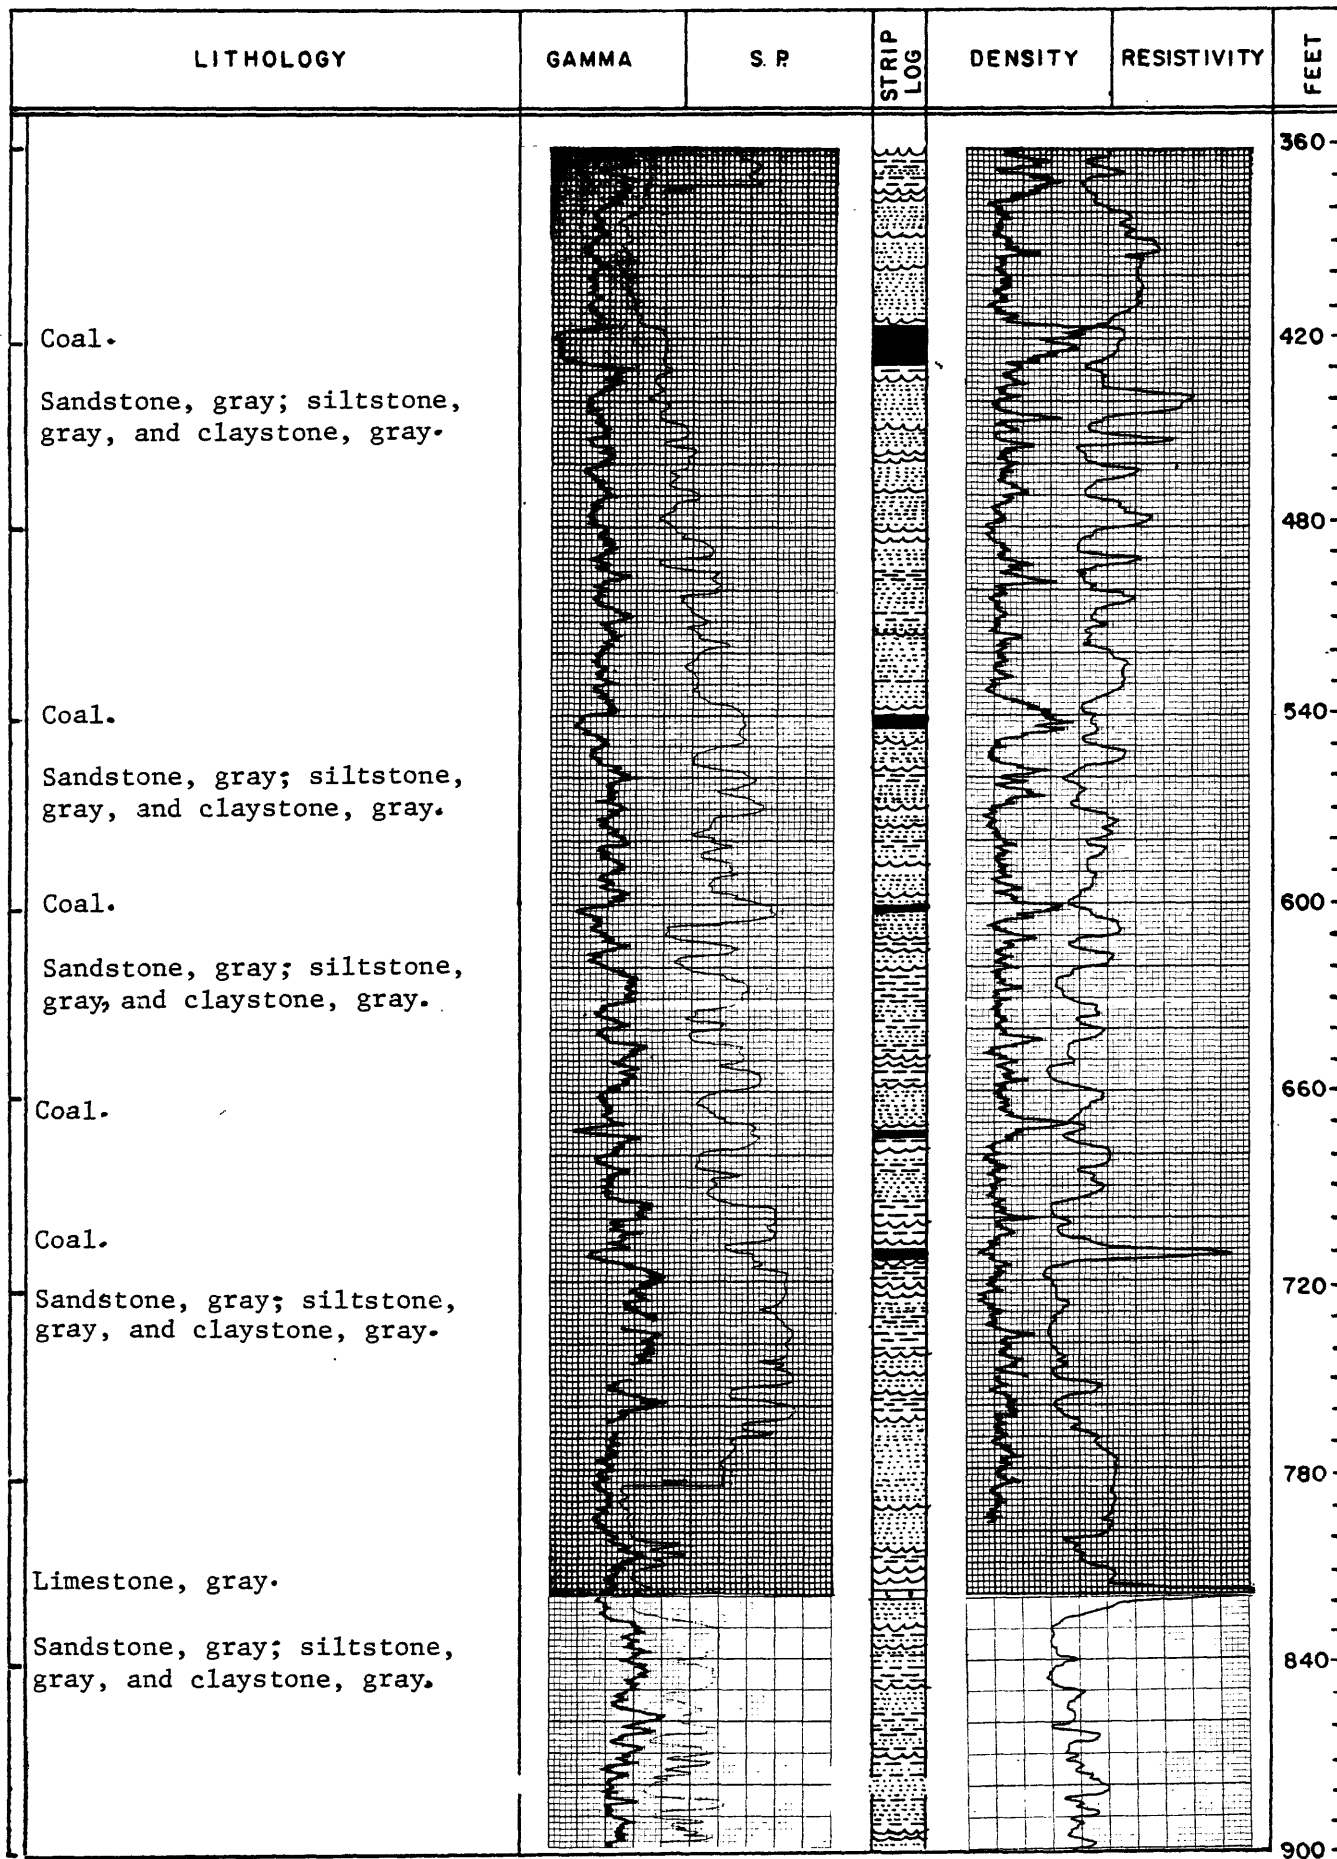 LITHOLOGY GAMMA S. P. STRIP LOG DENSITY RESISTIVITY FEET
360
Coal.
420
Sandstone, gray; siltstone,
gray, and claystone, gray.
480
Coal.
540
Sandstone, gray; siltstone,
gray, and claystone, gray.
Coal.
600
Sandstone, gray; siltstone,
gray, and claystone, gray.
660
Coal.
Coal.
720
Sandstone, gray; siltstone,
gray, and claystone, gray.
780
Limestone, gray.
Sandstone, gray; siltstone,
840
gray, and claystone, gray.
900